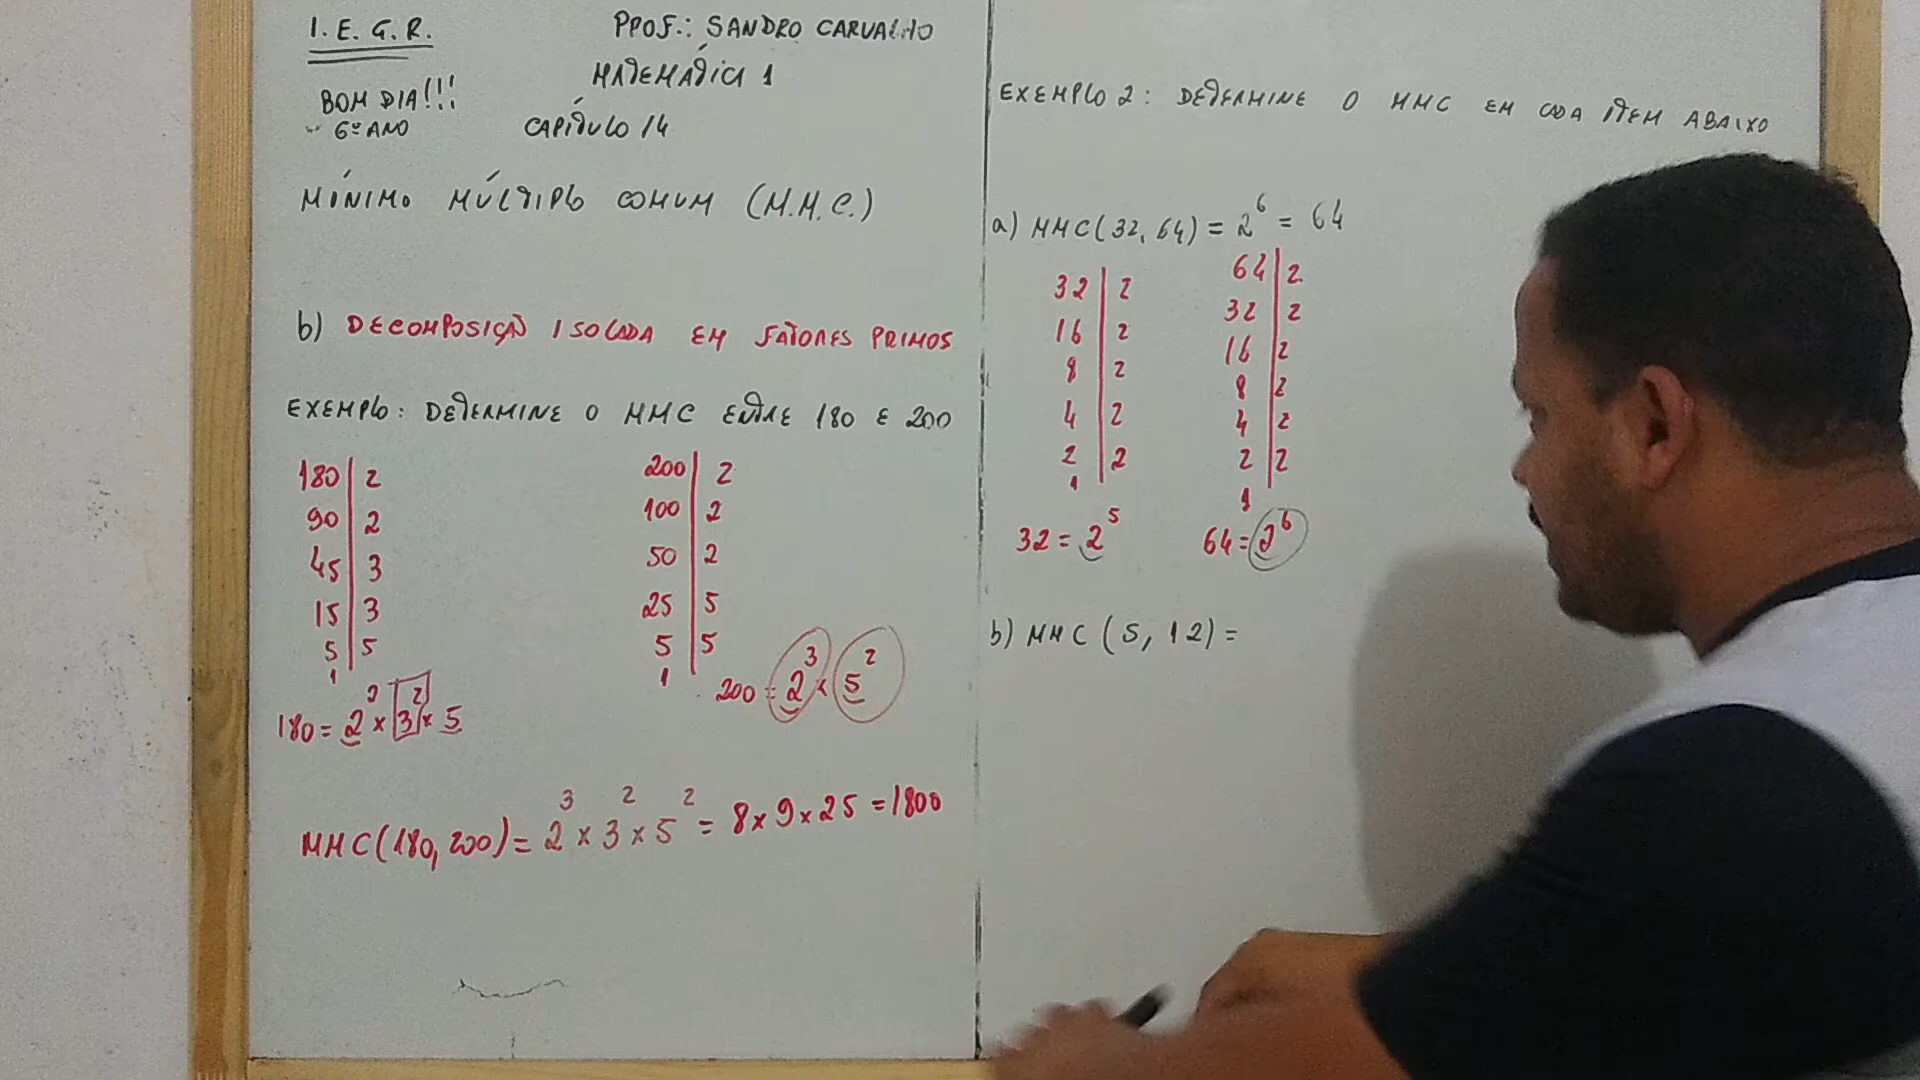 I. E. G. R.
PROF.: SANDRO CARVALHO
MATEMÁTICA 1
BOM DIA!!!
6º ANO
CAPÍTULO 14
MÍNIMO MÚLTIPLO COMUM (M.M.C.)
b) DECOMPOSIÇÃO ISOLADA EM FATORES PRIMOS
EXEMPLO: DETERMINE O MMC ENTRE 180 E 200
180 | 2
90 | 2
45 | 3
15 | 3
5 | 5
1
180 = 2² × 3² × 5
200 | 2
100 | 2
50 | 2
25 | 5
5 | 5
1
200 = 2³ × 5²
MMC(180, 200) = 2³ × 3² × 5² = 8 × 9 × 25 = 1800
EXEMPLO 2: DETERMINE O MMC EM CADA ITEM ABAIXO
a) MMC(32, 64) = 2⁶ = 64
32 | 2
16 | 2
8 | 2
4 | 2
2 | 2
1
32 = 2⁵
64 | 2
32 | 2
16 | 2
8 | 2
4 | 2
2 | 2
1
64 = 2⁶
b) MMC (5, 12) =